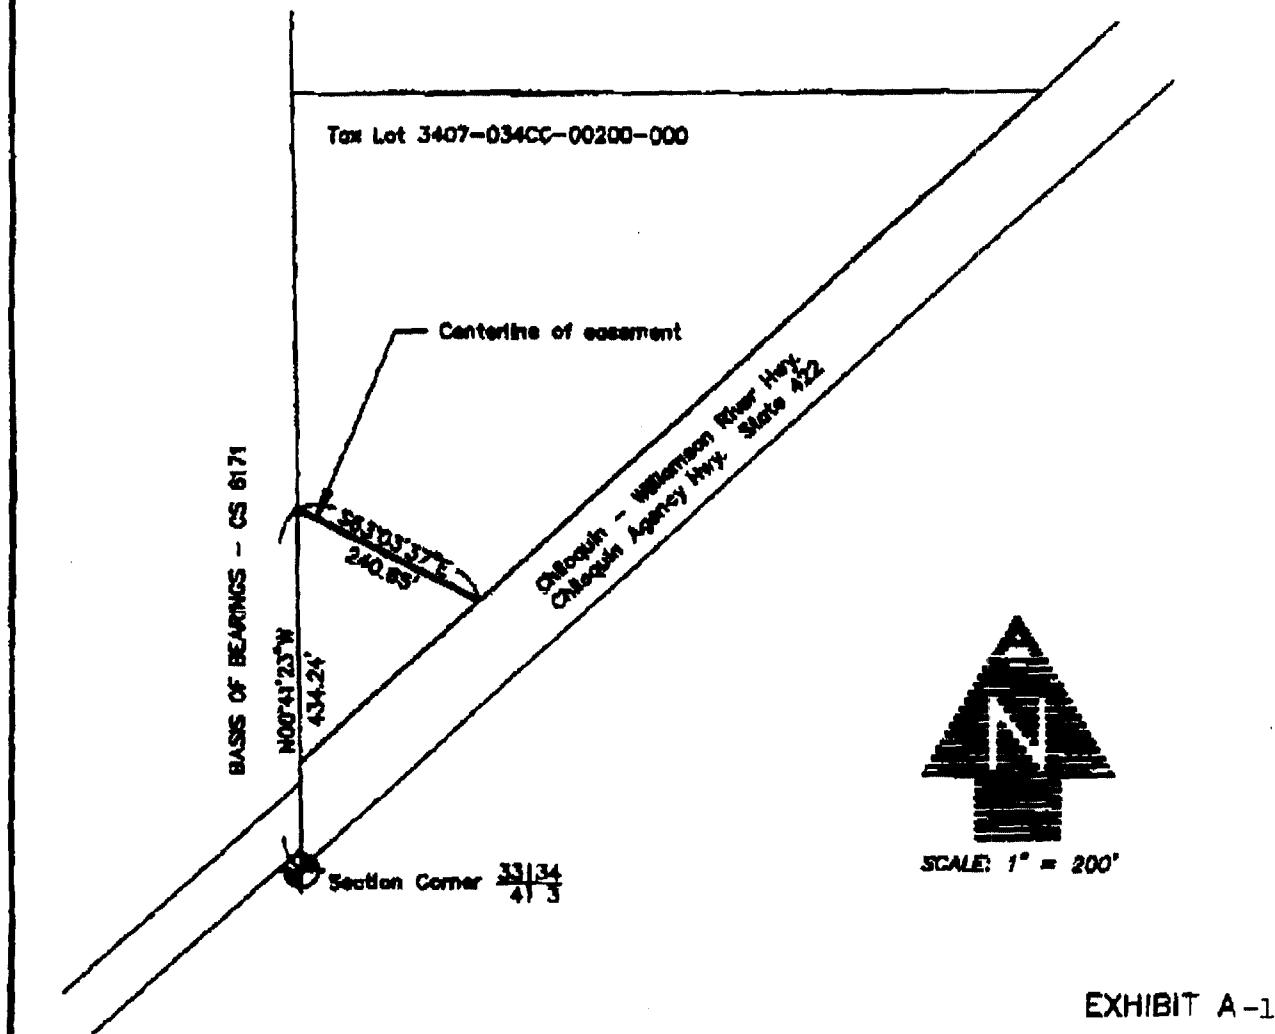 Tax Lot 3407-034CC-00200-000
Centerline of easement
BASIS OF BEARINGS - CS 6171
S63°03'37"E
240.85'
Chiloquin - Williamson River Hwy.
Chiloquin Agency Hwy. State 422
N00°41'23"W
434.24'
Section Corner 33|34
4| 3
N
SCALE: 1" = 200'
EXHIBIT A-1